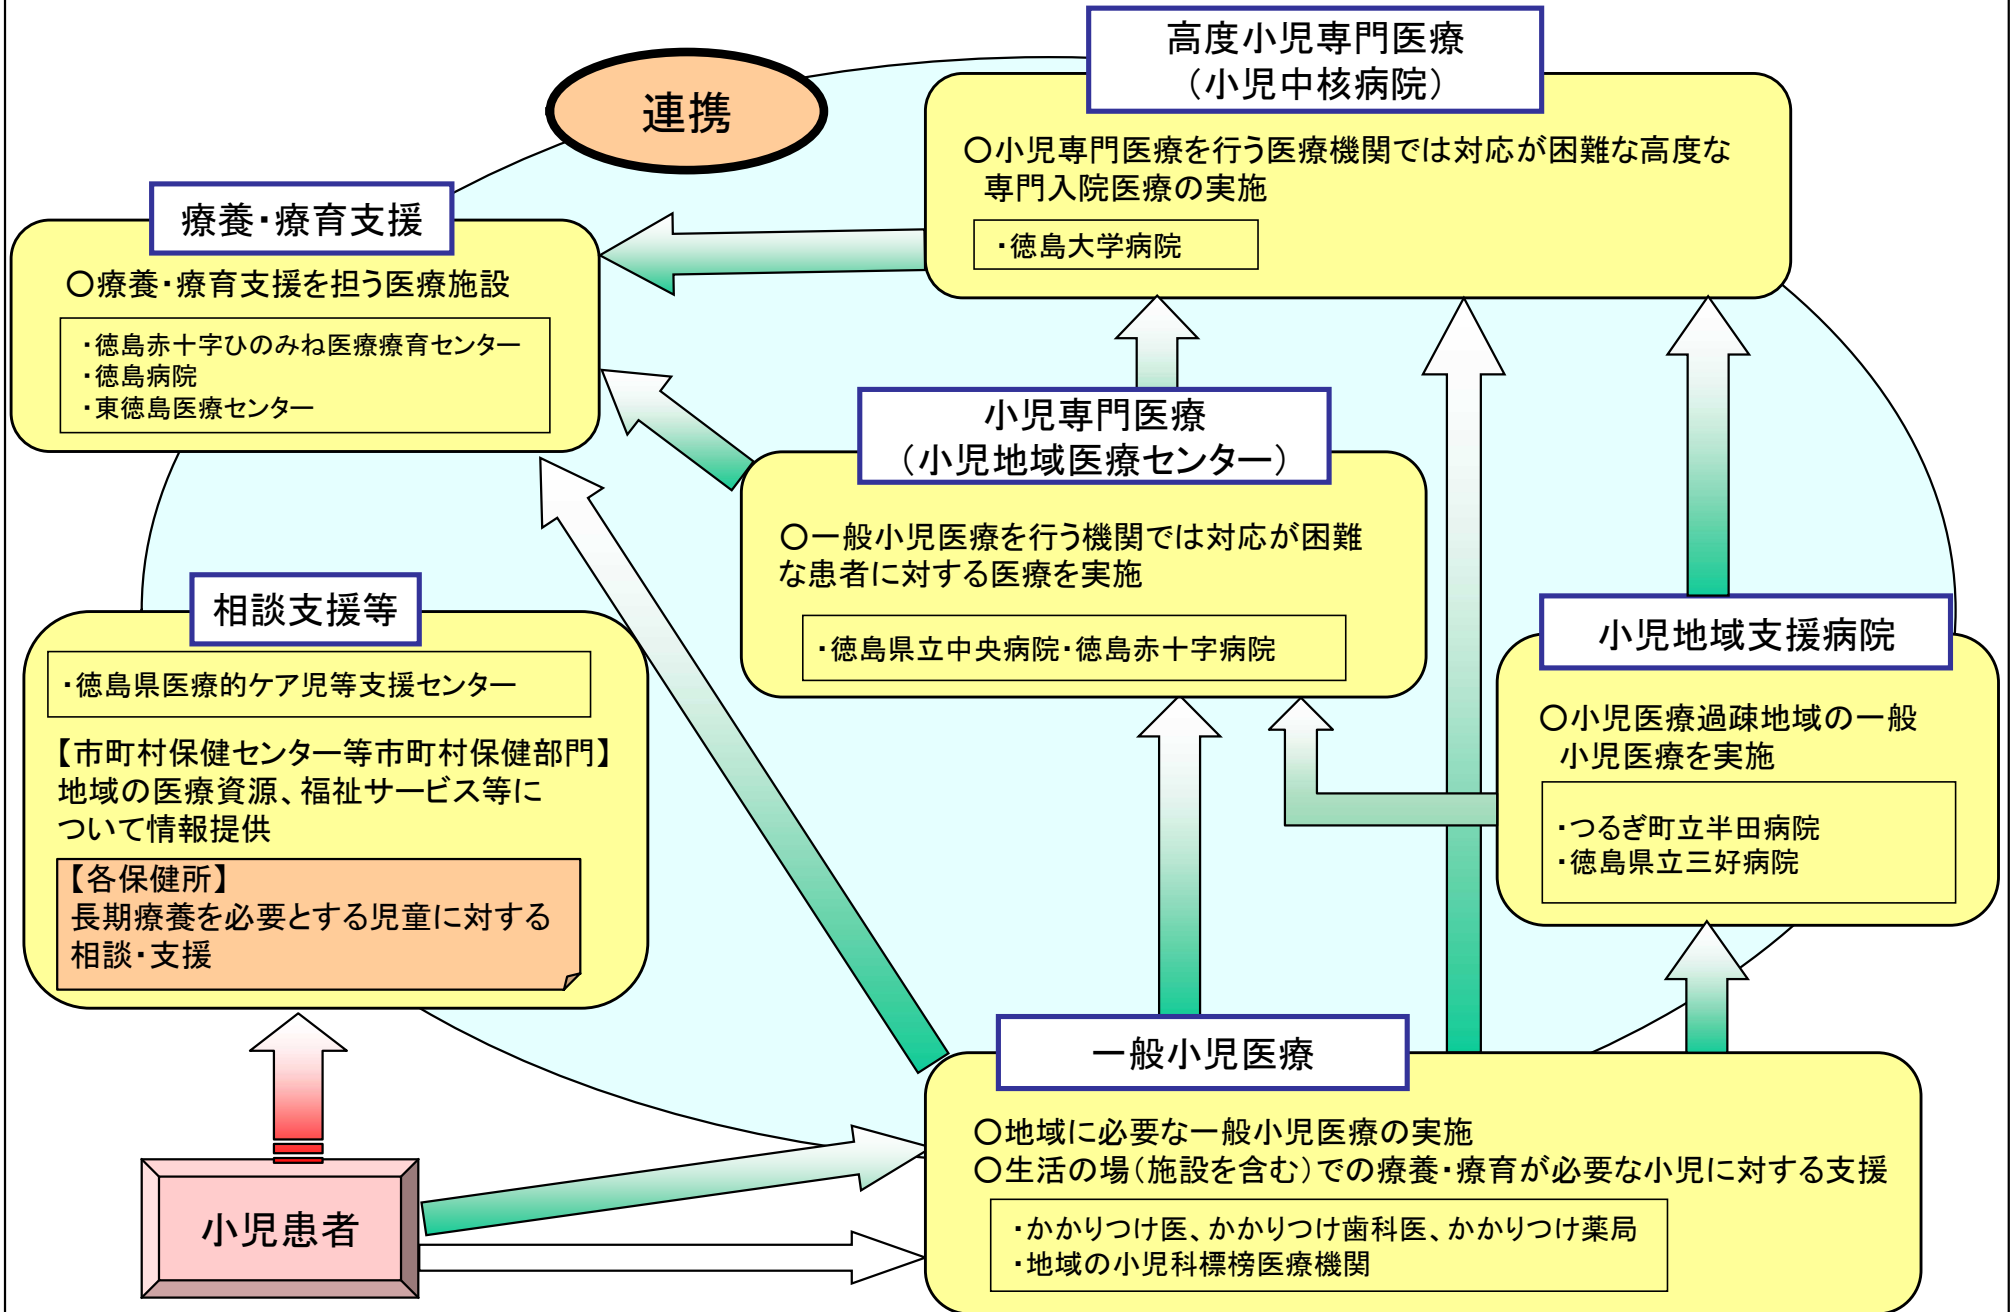 高度小児専門医療
（小児中核病院）
連携
○小児専門医療を行う医療機関では対応が困難な高度な
専門入院医療の実施
・徳島大学病院
療養・療育支援
○療養・療育支援を担う医療施設
・徳島赤十字ひのみね医療療育センター
・徳島病院
・東徳島医療センター
小児専門医療
（小児地域医療センター）
○一般小児医療を行う機関では対応が困難
な患者に対する医療を実施
・徳島県立中央病院・徳島赤十字病院
相談支援等
・徳島県医療的ケア児等支援センター
【市町村保健センター等市町村保健部門】
地域の医療資源、福祉サービス等に
ついて情報提供
【各保健所】
長期療養を必要とする児童に対する
相談・支援
小児地域支援病院
○小児医療過疎地域の一般
小児医療を実施
・つるぎ町立半田病院
・徳島県立三好病院
一般小児医療
○地域に必要な一般小児医療の実施
○生活の場（施設を含む）での療養・療育が必要な小児に対する支援
・かかりつけ医、かかりつけ歯科医、かかりつけ薬局
・地域の小児科標榜医療機関
小児患者